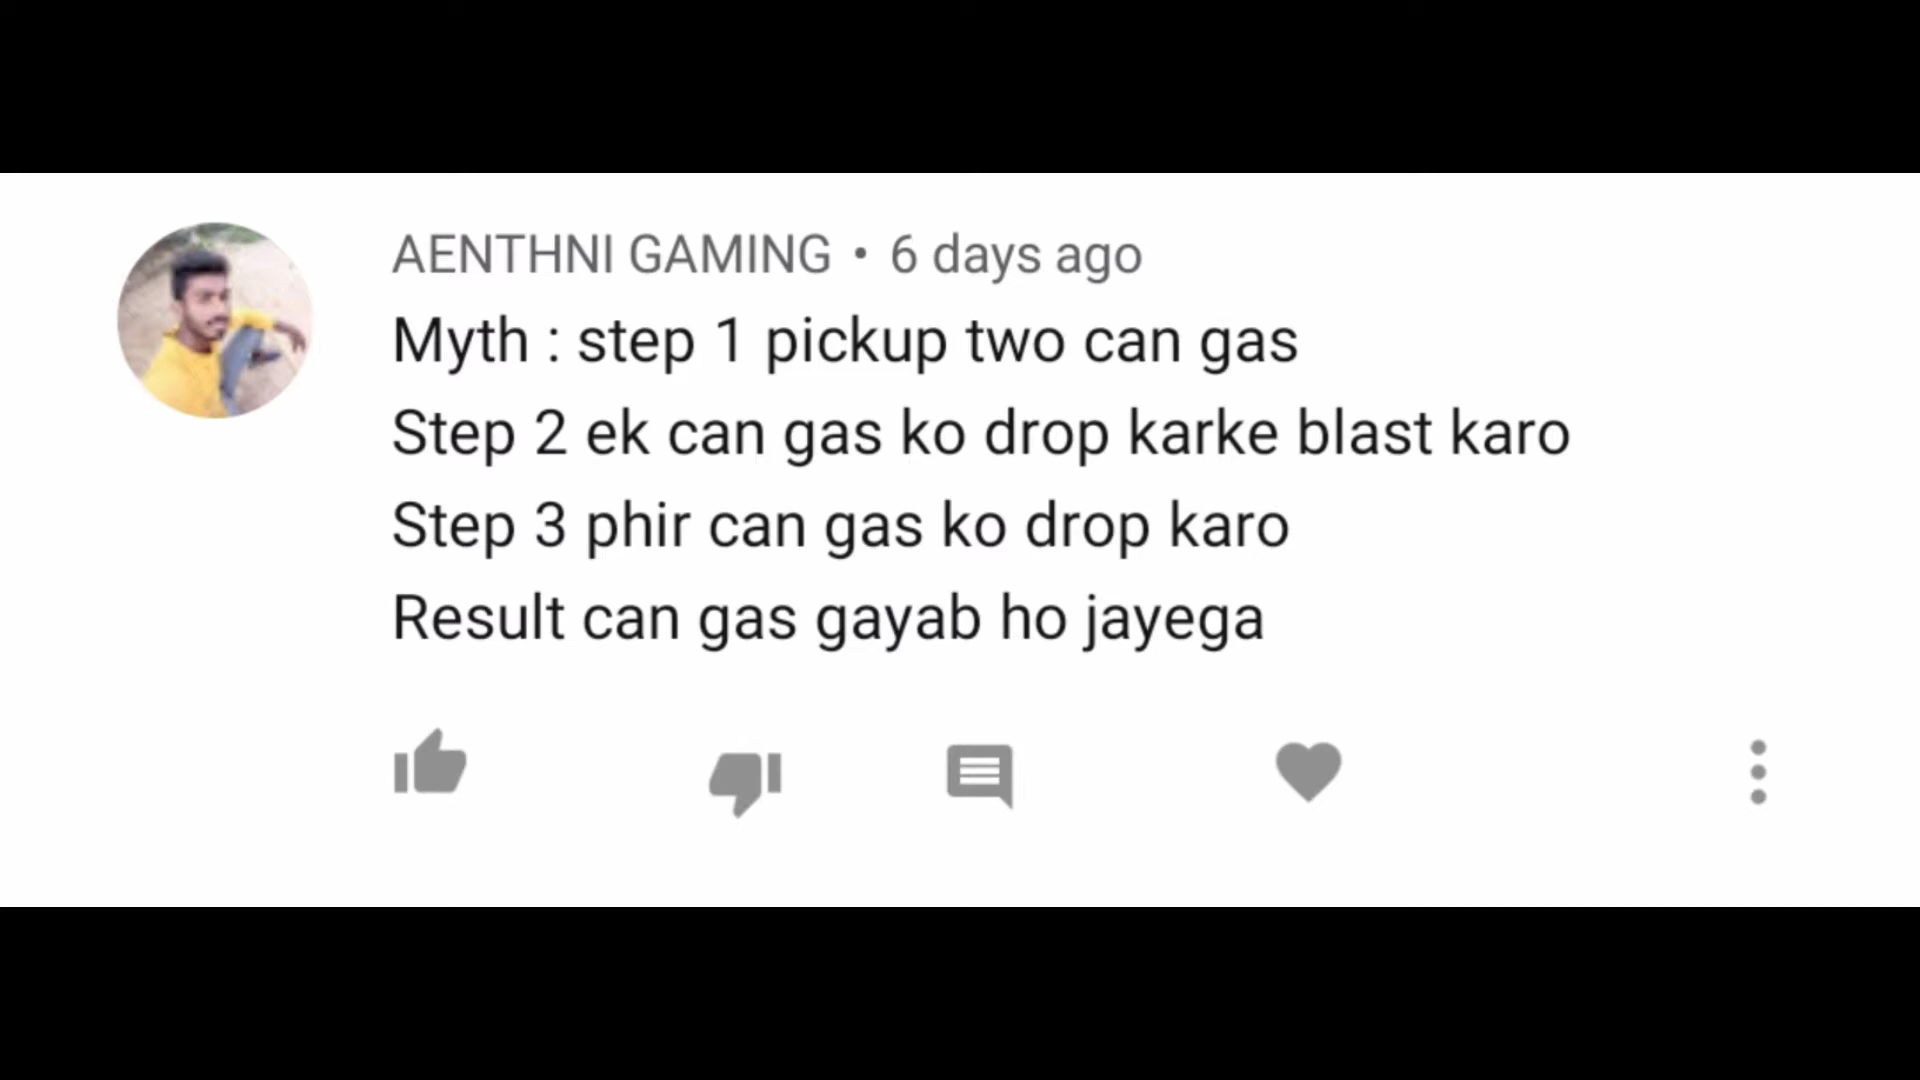 AENTHNI GAMING • 6 days ago
Myth : step 1 pickup two can gas
Step 2 ek can gas ko drop karke blast karo
Step 3 phir can gas ko drop karo
Result can gas gayab ho jayega